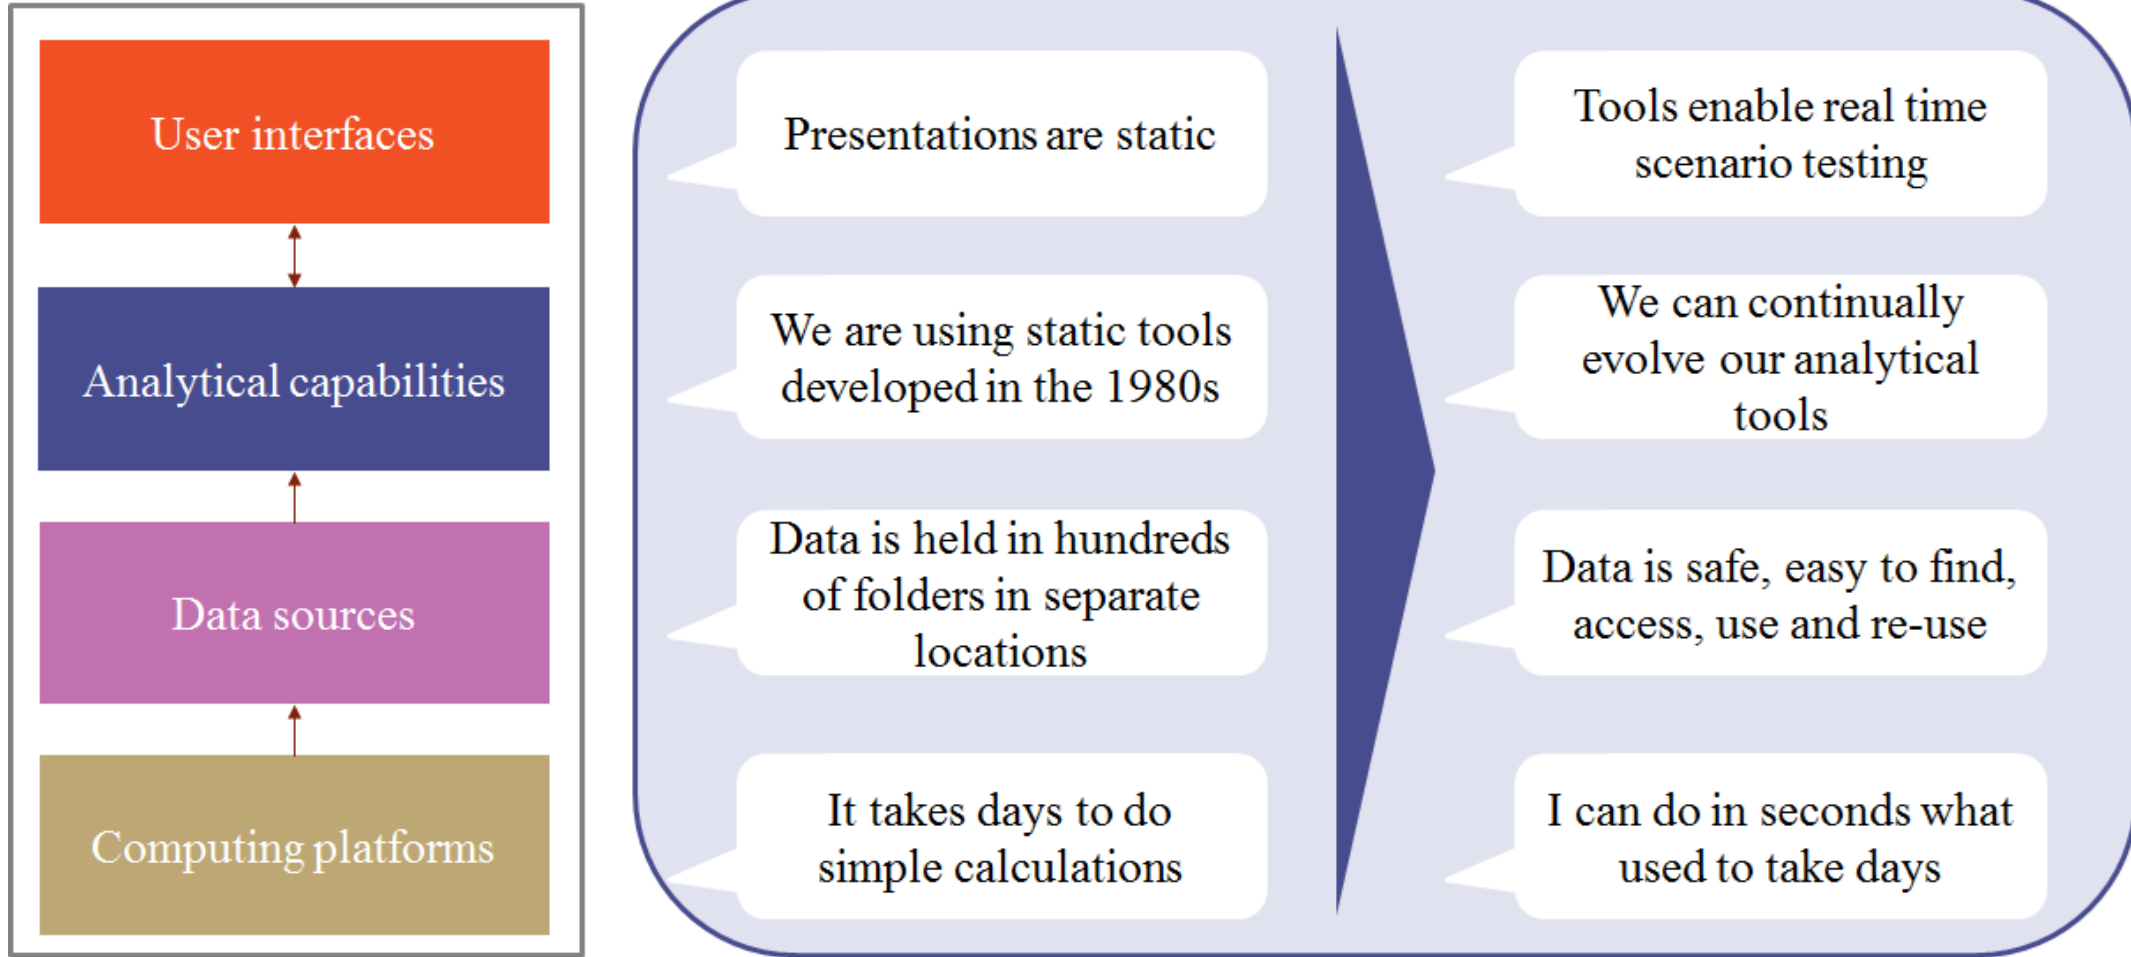 User interfaces
Analytical capabilities
Data sources
Computing platforms
Presentations are static
We are using static tools
developed in the 1980s
Data is held in hundreds
of folders in separate
locations
It takes days to do
simple calculations
Tools enable real time
scenario testing
We can continually
evolve our analytical
tools
Data is safe, easy to find,
access, use and re-use
I can do in seconds what
used to take days